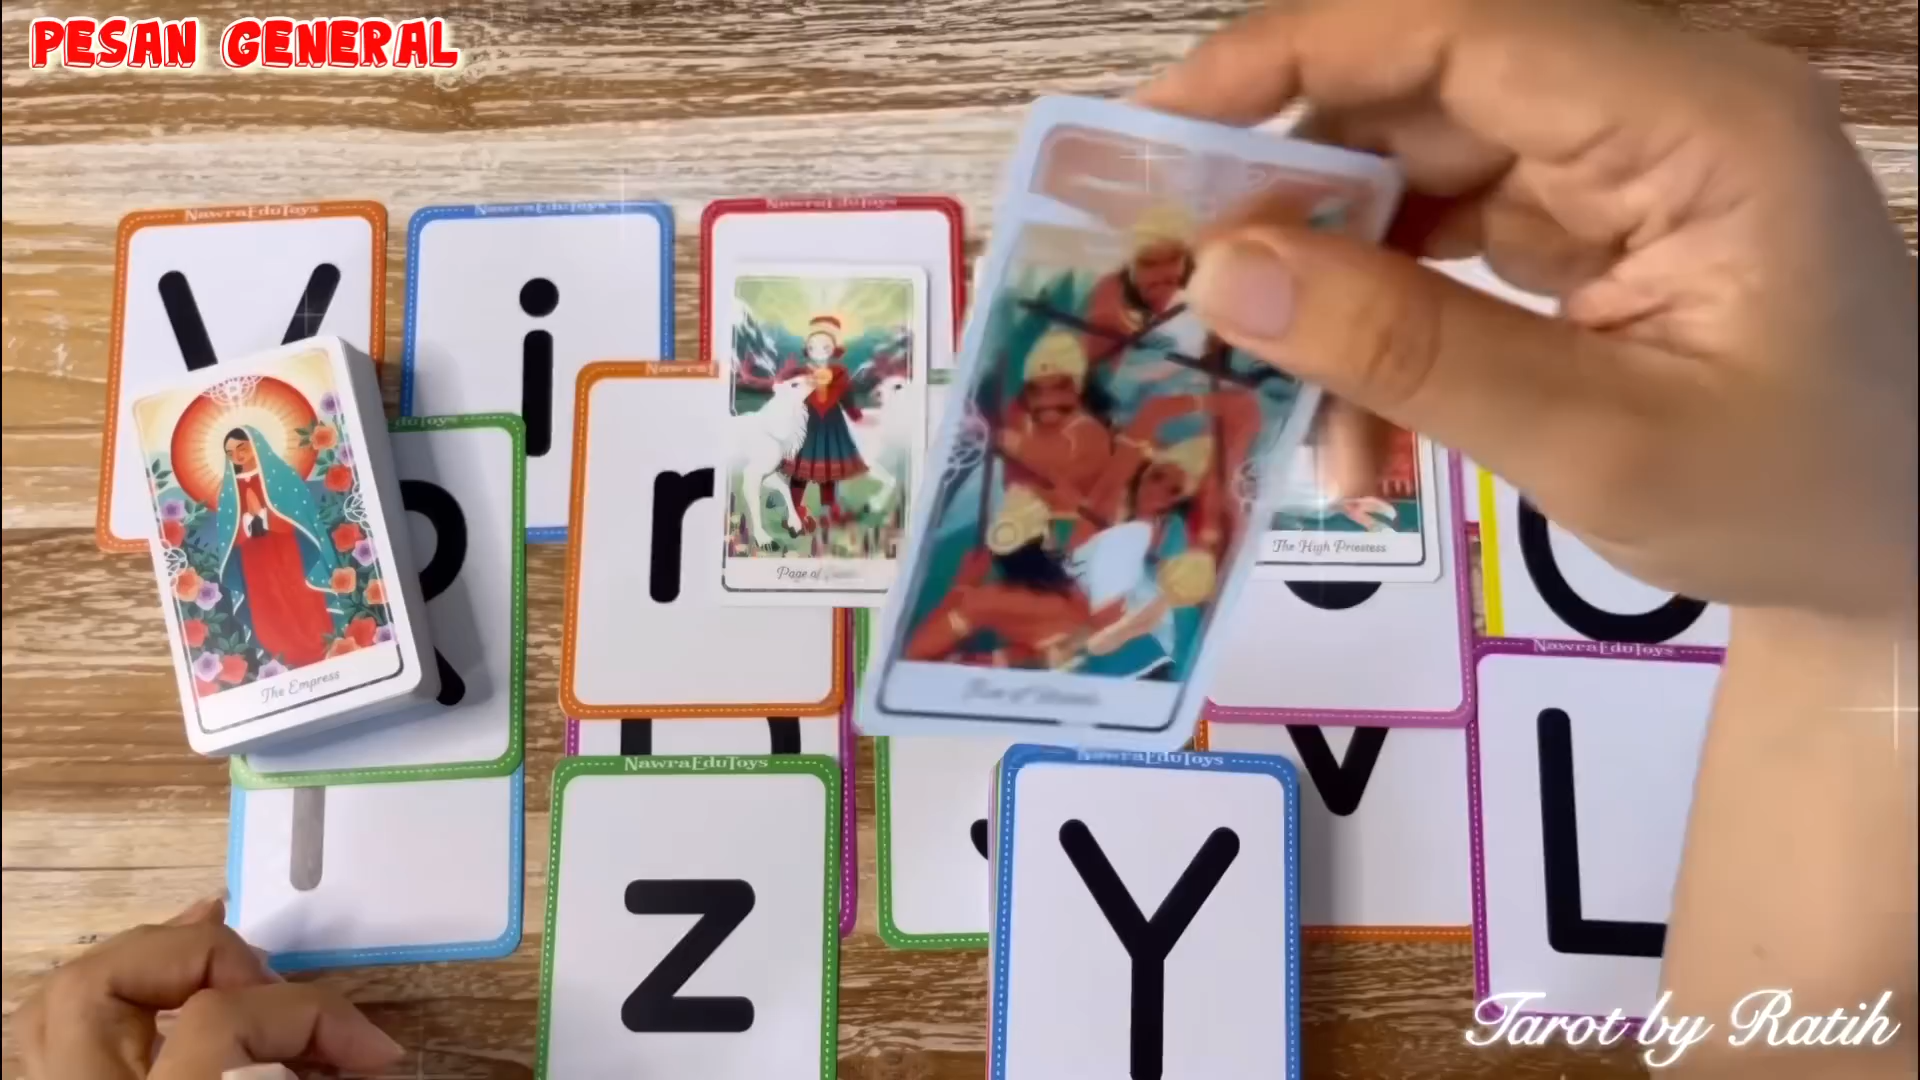 PESAN GENERAL
NawraEduToys
NawraEduToys
NawraEduToys
V
i
r
R
Page of
The High Priestess
The Empress
NawraEduToys
NawraEduToys
NawraEduToys
z
Y
v
L
Tarot by Ratih